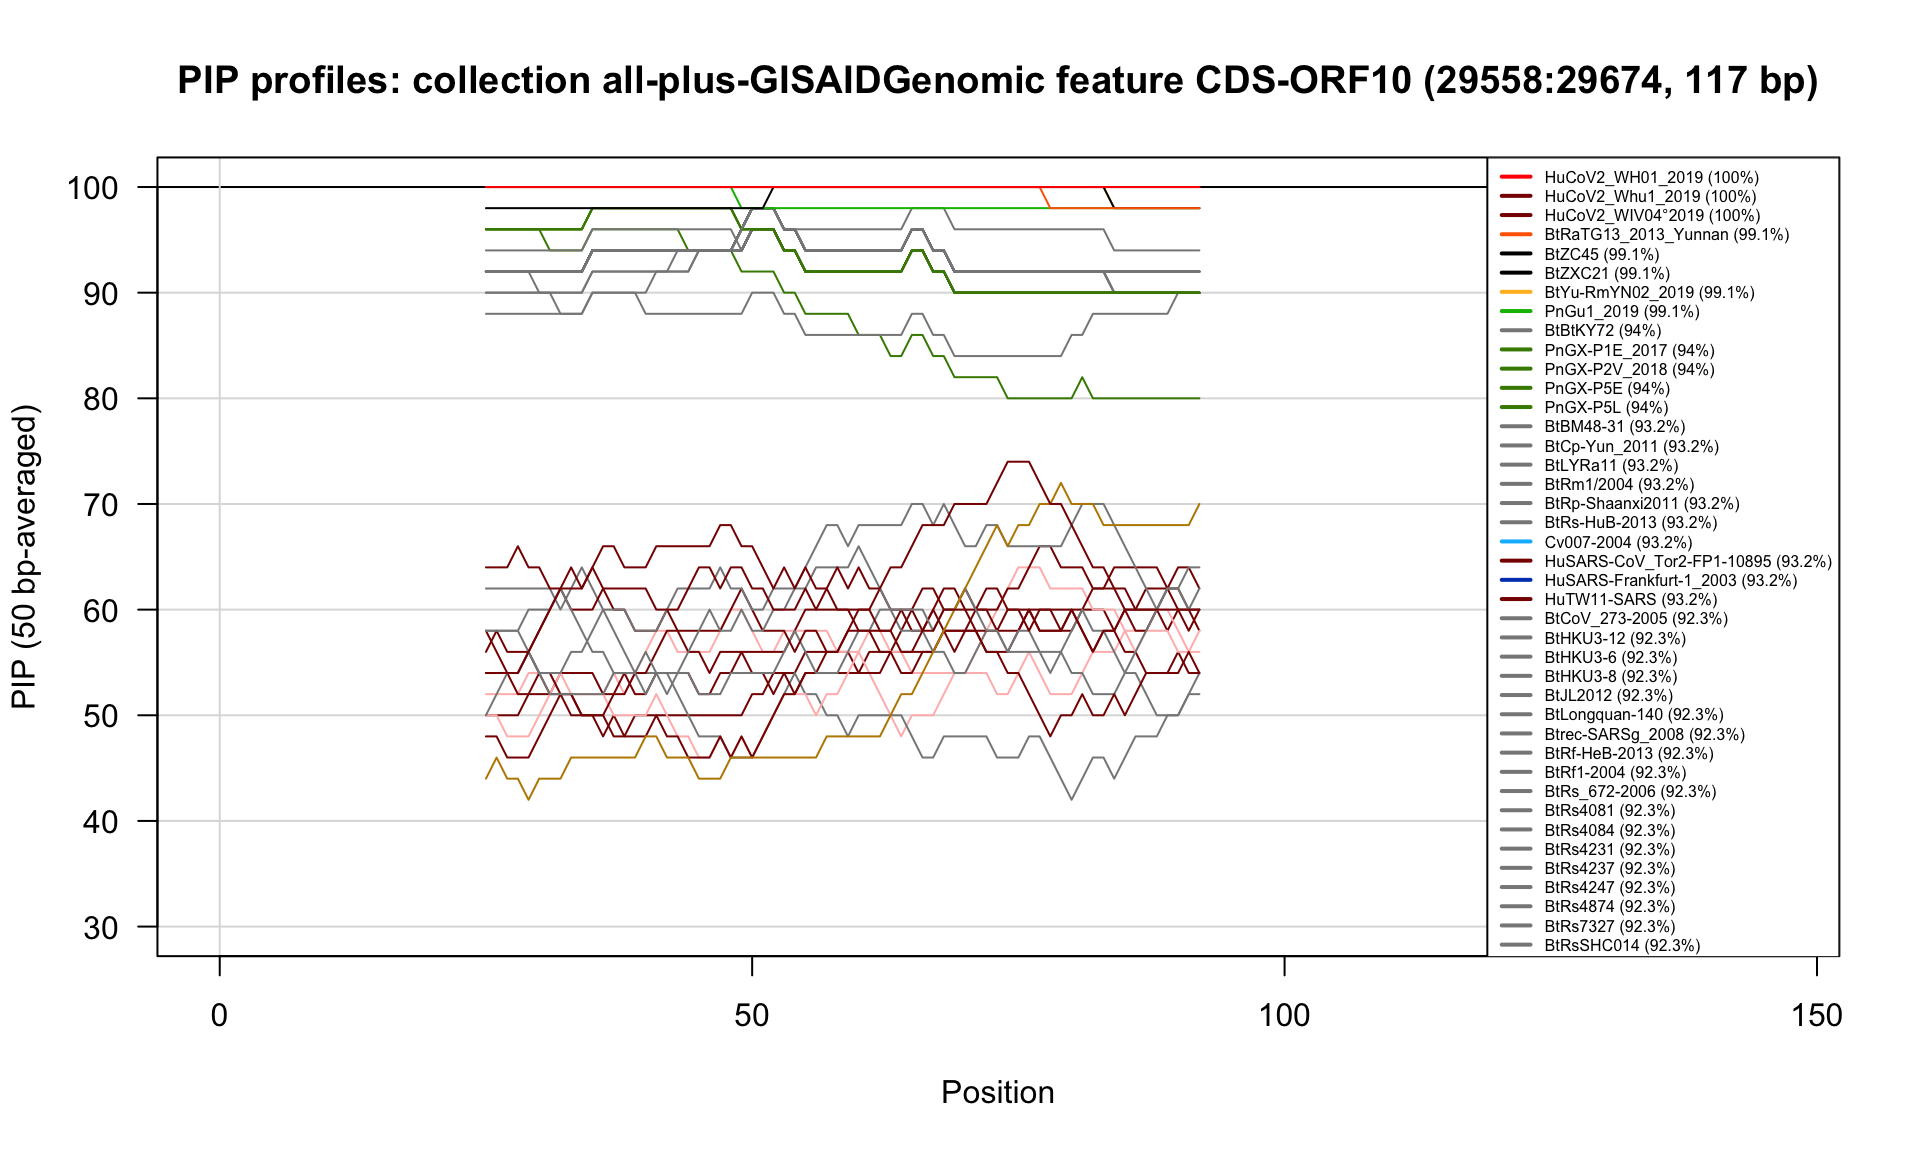 PIP profiles: collection all-plus-GISAIDGenomic feature CDS-ORF10 (29558:29674, 117 bp)
PIP (50 bp-averaged)
100
90
80
70
60
50
40
30
0
50
100
150
Position
HuCoV2_WH01_2019 (100%)
HuCoV2_Whu1_2019 (100%)
HuCoV2_WIV04°2019 (100%)
BtRaTG13_2013_Yunnan (99.1%)
BtZC45 (99.1%)
BtZXC21 (99.1%)
BtYu-RmYN02_2019 (99.1%)
PnGu1_2019 (99.1%)
BtBtKY72 (94%)
PnGX-P1E_2017 (94%)
PnGX-P2V_2018 (94%)
PnGX-P5E (94%)
PnGX-P5L (94%)
BtBM48-31 (93.2%)
BtCp-Yun_2011 (93.2%)
BtLYRa11 (93.2%)
BtRm1/2004 (93.2%)
BtRp-Shaanxi2011 (93.2%)
BtRs-HuB-2013 (93.2%)
Cv007-2004 (93.2%)
HuSARS-CoV_Tor2-FP1-10895 (93.2%)
HuSARS-Frankfurt-1_2003 (93.2%)
HuTW11-SARS (93.2%)
BtCoV_273-2005 (92.3%)
BtHKU3-12 (92.3%)
BtHKU3-6 (92.3%)
BtHKU3-8 (92.3%)
BtJL2012 (92.3%)
BtLongquan-140 (92.3%)
Btrec-SARSg_2008 (92.3%)
BtRf-HeB-2013 (92.3%)
BtRf1-2004 (92.3%)
BtRs_672-2006 (92.3%)
BtRs4081 (92.3%)
BtRs4084 (92.3%)
BtRs4231 (92.3%)
BtRs4237 (92.3%)
BtRs4247 (92.3%)
BtRs4874 (92.3%)
BtRs7327 (92.3%)
BtRsSHC014 (92.3%)